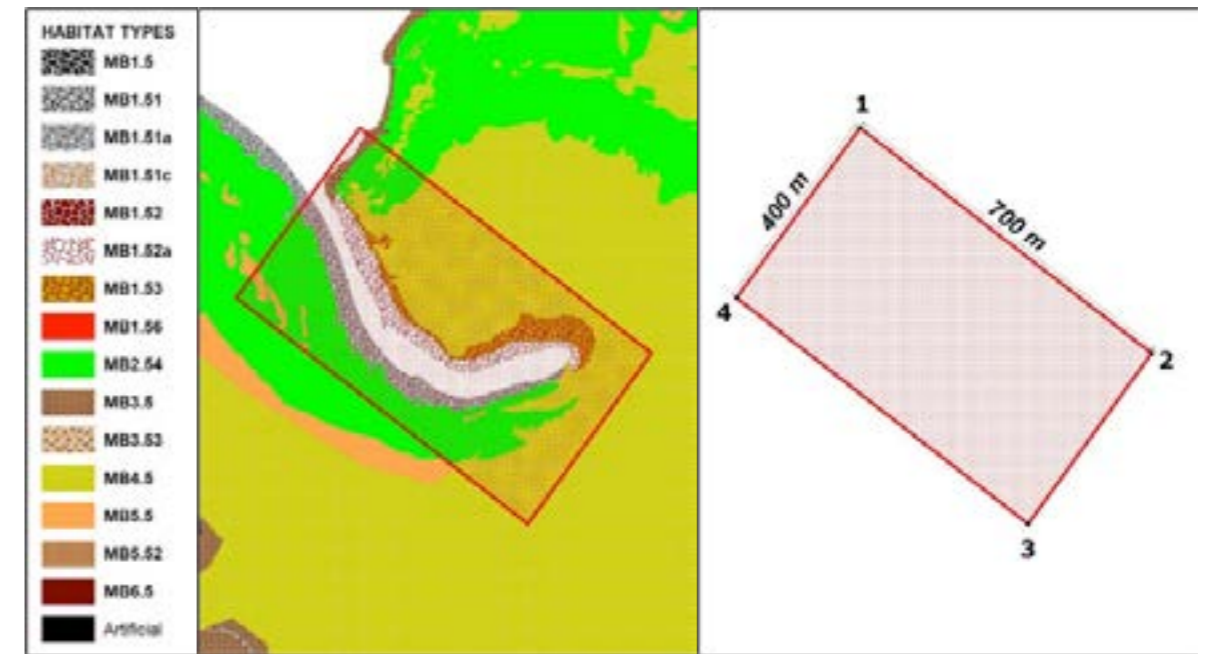 HABITAT TYPES
MB1.5
MB1.51
MB1.51a
MB1.51c
MB1.52
MB1.52a
MB1.53
MB1.56
MB2.54
MB3.5
MB3.53
MB4.5
MB5.5
MB5.52
MB6.5
Artificial
1
400 m
700 m
4
2
3